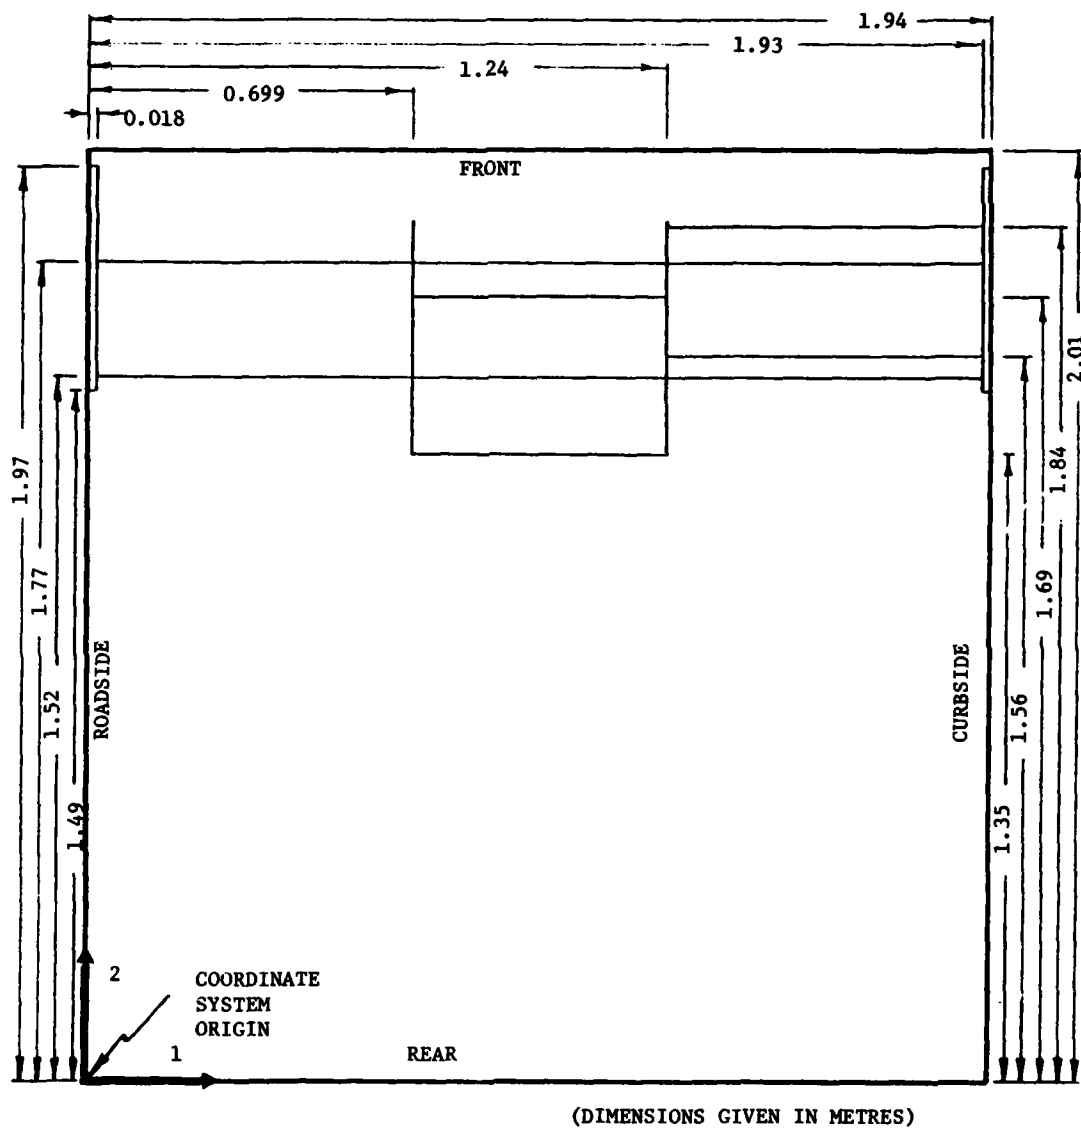 1.94
1.93
1.24
0.699
0.018
FRONT
1.97
1.77
1.52
1.49
ROADSIDE
CURBSIDE
2.01
1.84
1.69
1.56
1.35
2
COORDINATE
SYSTEM
ORIGIN
1
REAR
(DIMENSIONS GIVEN IN METRES)